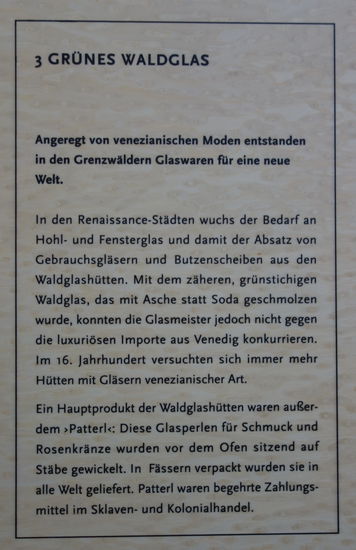 3 GRÜNES WALDGLAS
Angeregt von venezianischen Moden entstanden
in den Grenzwäldern Glaswaren für eine neue
Welt.
In den Renaissance-Städten wuchs der Bedarf an
Hohl- und Fensterglas und damit der Absatz von
Gebrauchsgläsern und Butzenscheiben aus den
Waldglashütten. Mit dem zäheren, grünstichigen
Waldglas, das mit Asche statt Soda geschmolzen
wurde, konnten die Glasmeister jedoch nicht gegen
die luxuriösen Importe aus Venedig konkurrieren.
Im 16. Jahrhundert versuchten sich immer mehr
Hütten mit Gläsern venezianischer Art.
Ein Hauptprodukt der Waldglashütten waren außer-
dem ›Patterl‹: Diese Glasperlen für Schmuck und
Rosenkränze wurden vor dem Ofen sitzend auf
Stäbe gewickelt. In Fässern verpackt wurden sie in
alle Welt geliefert. Patterl waren begehrte Zahlungs-
mittel im Sklaven- und Kolonialhandel.